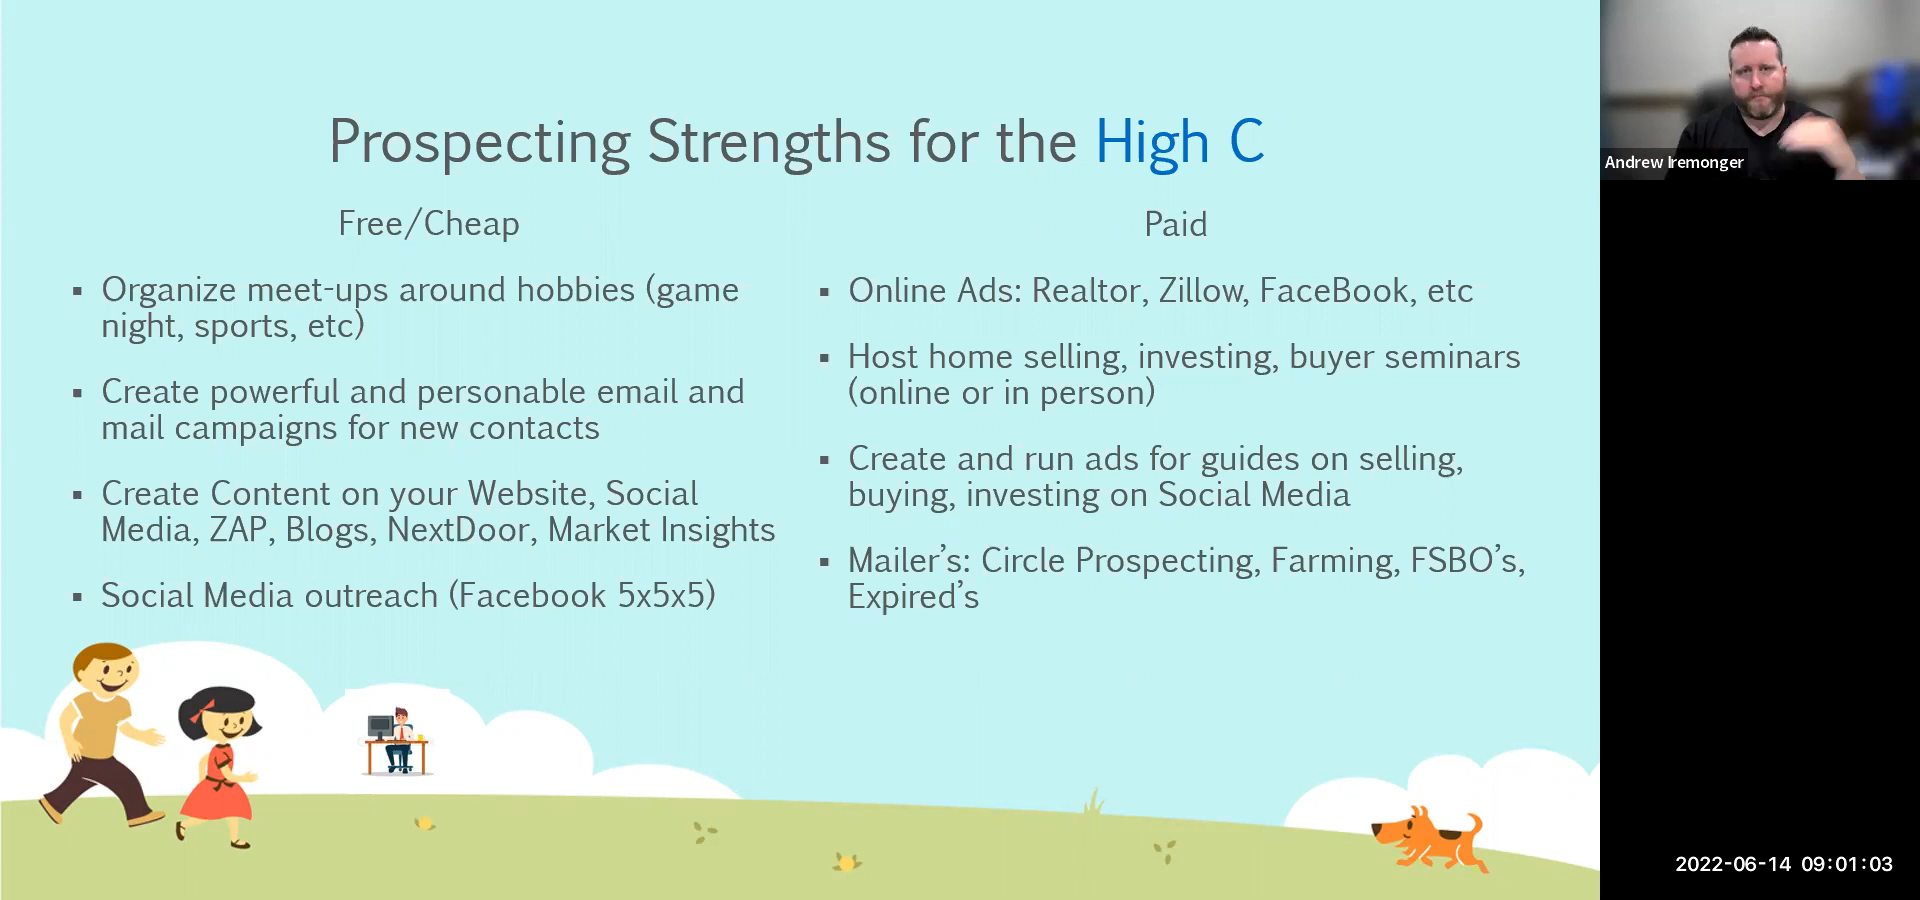 Prospecting Strengths for the High C
Free/Cheap
▪ Organize meet-ups around hobbies (game
night, sports, etc)
▪ Create powerful and personable email and
mail campaigns for new contacts
▪ Create Content on your Website, Social
Media, ZAP, Blogs, NextDoor, Market Insights
▪ Social Media outreach (Facebook 5x5x5)
Paid
▪ Online Ads: Realtor, Zillow, FaceBook, etc
▪ Host home selling, investing, buyer seminars
(online or in person)
▪ Create and run ads for guides on selling,
buying, investing on Social Media
▪ Mailer’s: Circle Prospecting, Farming, FSBO’s,
Expired’s
Andrew Iremonger
2022-06-14 09:01:03